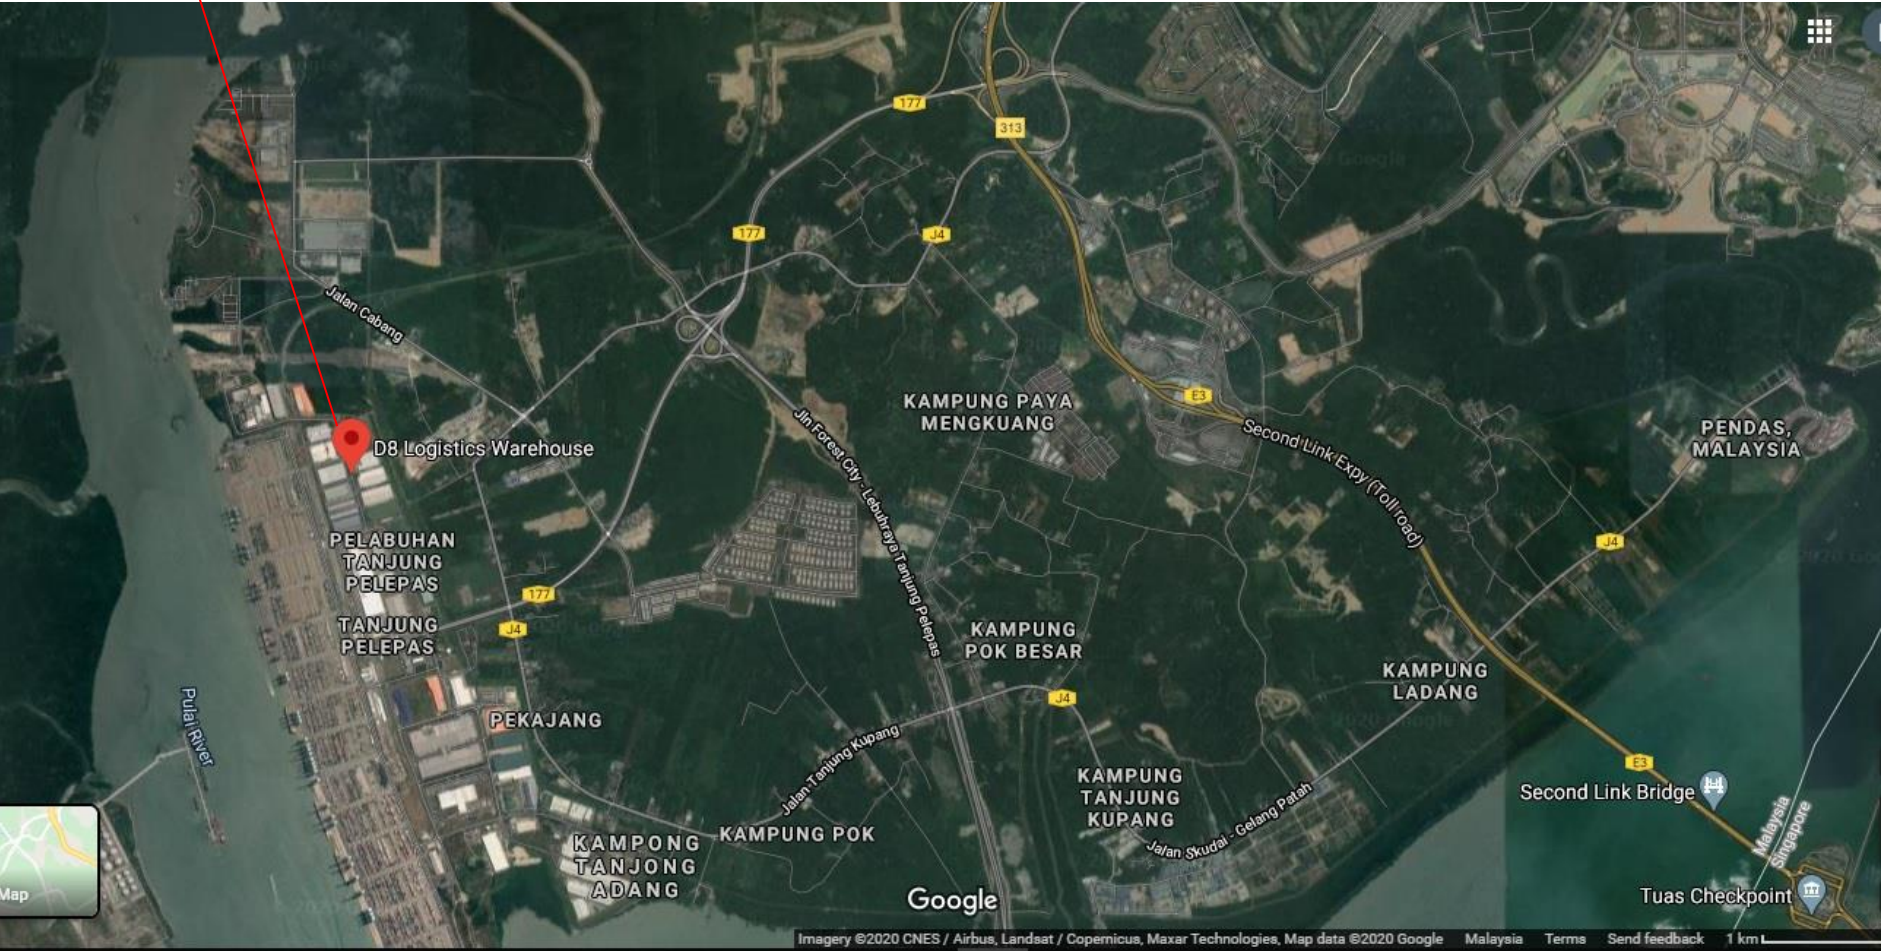 177
313
177
J4
Jalan Cabang
KAMPUNG PAYA
MENGKUANG
E3
Jln Forest City - Lebuhraya Tanjung Pelepas
Second Link Expy (Toll road)
PENDAS,
MALAYSIA
D8 Logistics Warehouse
PELABUHAN
TANJUNG
PELEPAS
J4
177
TANJUNG
PELEPAS
J4
KAMPUNG
POK BESAR
KAMPUNG
LADANG
Pulai River
PEKAJANG
J4
Jalan-Tanjung Kupang
KAMPUNG
TANJUNG
KUPANG
E3
Second Link Bridge
Malaysia
Singapore
Jalan Skudai - Gelang Patah
KAMPUNG POK
KAMPONG
TANJONG
ADANG
Map
Google
Tuas Checkpoint
Imagery ©2020 CNES / Airbus, Landsat / Copernicus, Maxar Technologies, Map data ©2020 Google Malaysia Terms Send feedback 1 km